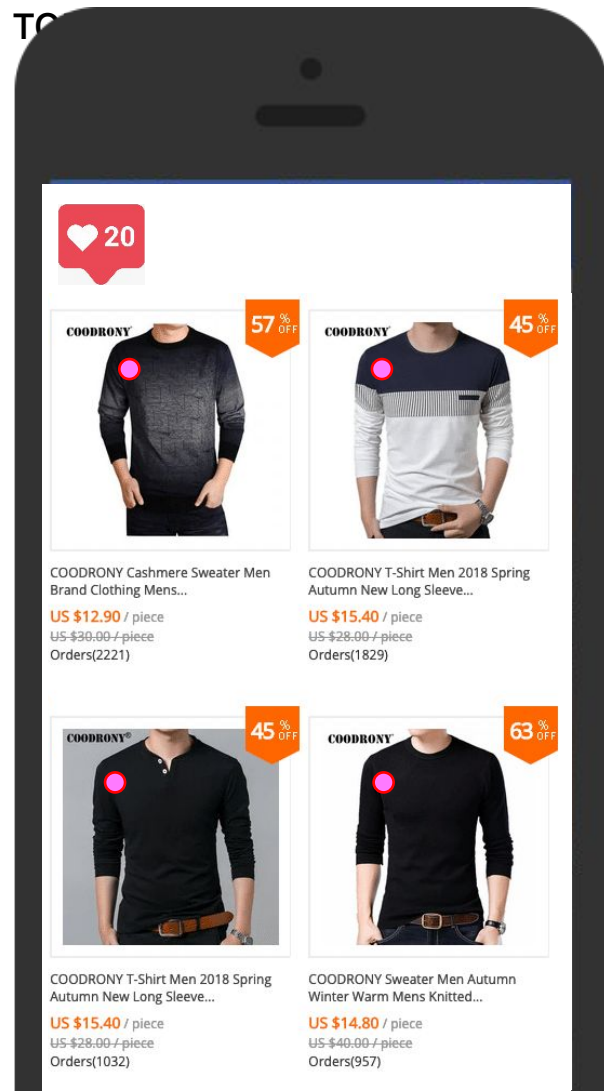 20
57 % OFF
COODRONY
45 % OFF
COODRONY
COODRONY Cashmere Sweater Men
Brand Clothing Mens...
US $12.90 / piece
US $30.00 / piece
Orders(2221)
COODRONY T-Shirt Men 2018 Spring
Autumn New Long Sleeve...
US $15.40 / piece
US $28.00 / piece
Orders(1829)
45 % OFF
COODRONY®
63 % OFF
COODRONY
COODRONY T-Shirt Men 2018 Spring
Autumn New Long Sleeve...
US $15.40 / piece
US $28.00 / piece
Orders(1032)
COODRONY Sweater Men Autumn
Winter Warm Mens Knitted...
US $14.80 / piece
US $40.00 / piece
Orders(957)